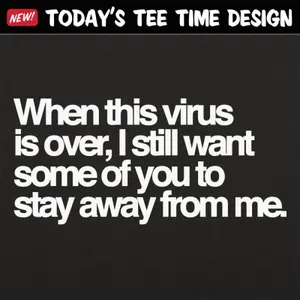 NEW! TODAY'S TEE TIME DESIGN
When this virus
is over, I still want
some of you to
stay away from me.